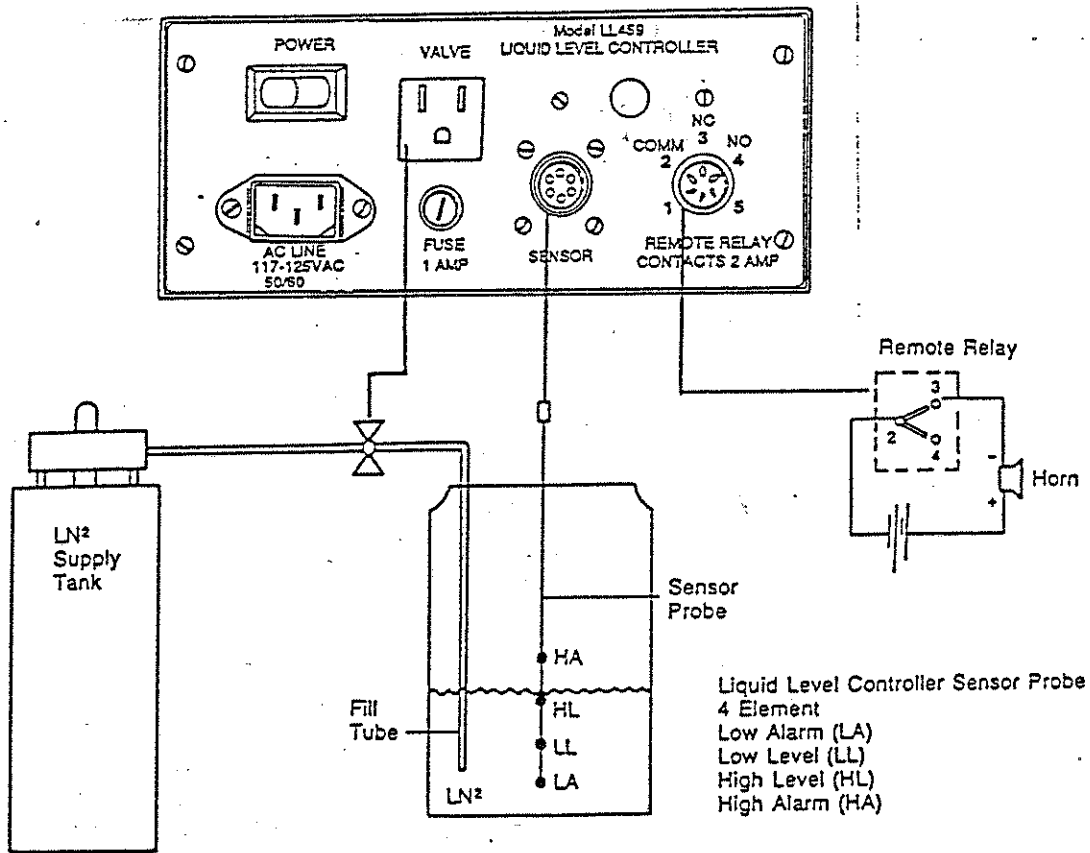 Model LL459
LIQUID LEVEL CONTROLLER
POWER
VALVE
NC
3
COMM
2
NO
4
1
5
AC LINE
117-125VAC
50/60
FUSE
1 AMP
SENSOR
REMOTE RELAY
CONTACTS 2 AMP
Remote Relay
3
2
4
-
+
Horn
LN²
Supply
Tank
Sensor
Probe
HA
HL
LL
LA
Fill
Tube
LN²
Liquid Level Controller Sensor Probe
4 Element
Low Alarm (LA)
Low Level (LL)
High Level (HL)
High Alarm (HA)